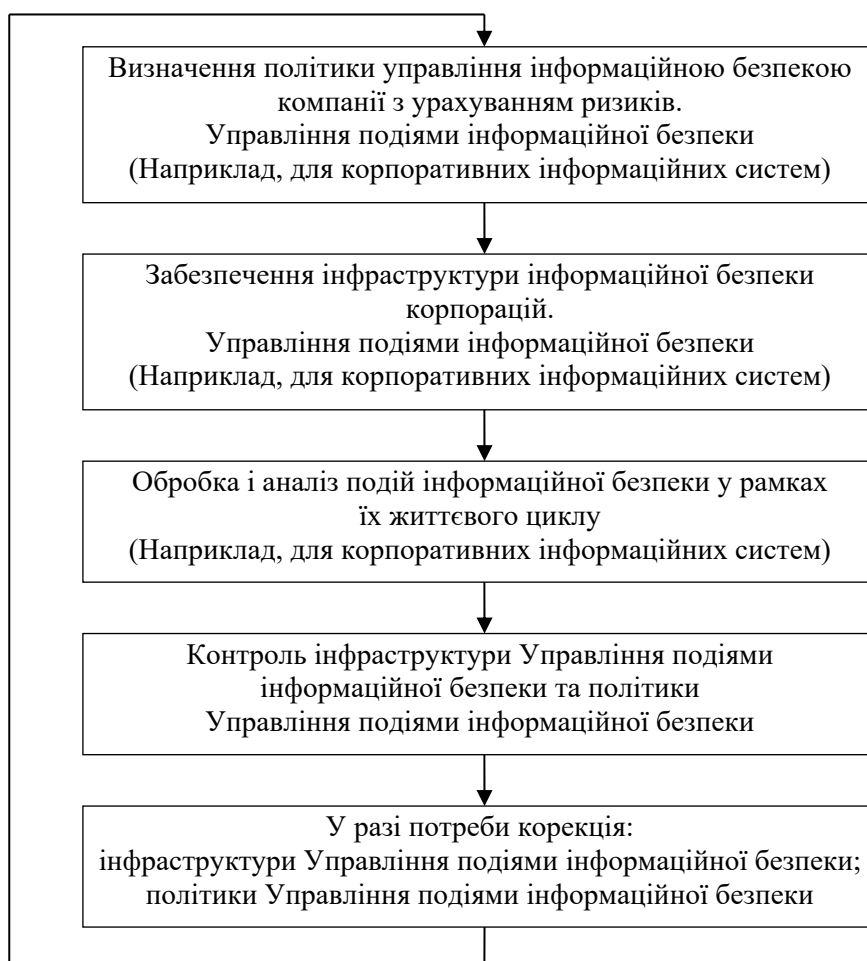 Визначення політики управління інформаційною безпекою
компанії з урахуванням ризиків.
Управління подіями інформаційної безпеки
(Наприклад, для корпоративних інформаційних систем)
Забезпечення інфраструктури інформаційної безпеки
корпорацій.
Управління подіями інформаційної безпеки
(Наприклад, для корпоративних інформаційних систем)
Обробка і аналіз подій інформаційної безпеки у рамках
їх життєвого циклу
(Наприклад, для корпоративних інформаційних систем)
Контроль інфраструктури Управління подіями
інформаційної безпеки та політики
Управління подіями інформаційної безпеки
У разі потреби корекція:
інфраструктури Управління подіями інформаційної безпеки;
політики Управління подіями інформаційної безпеки